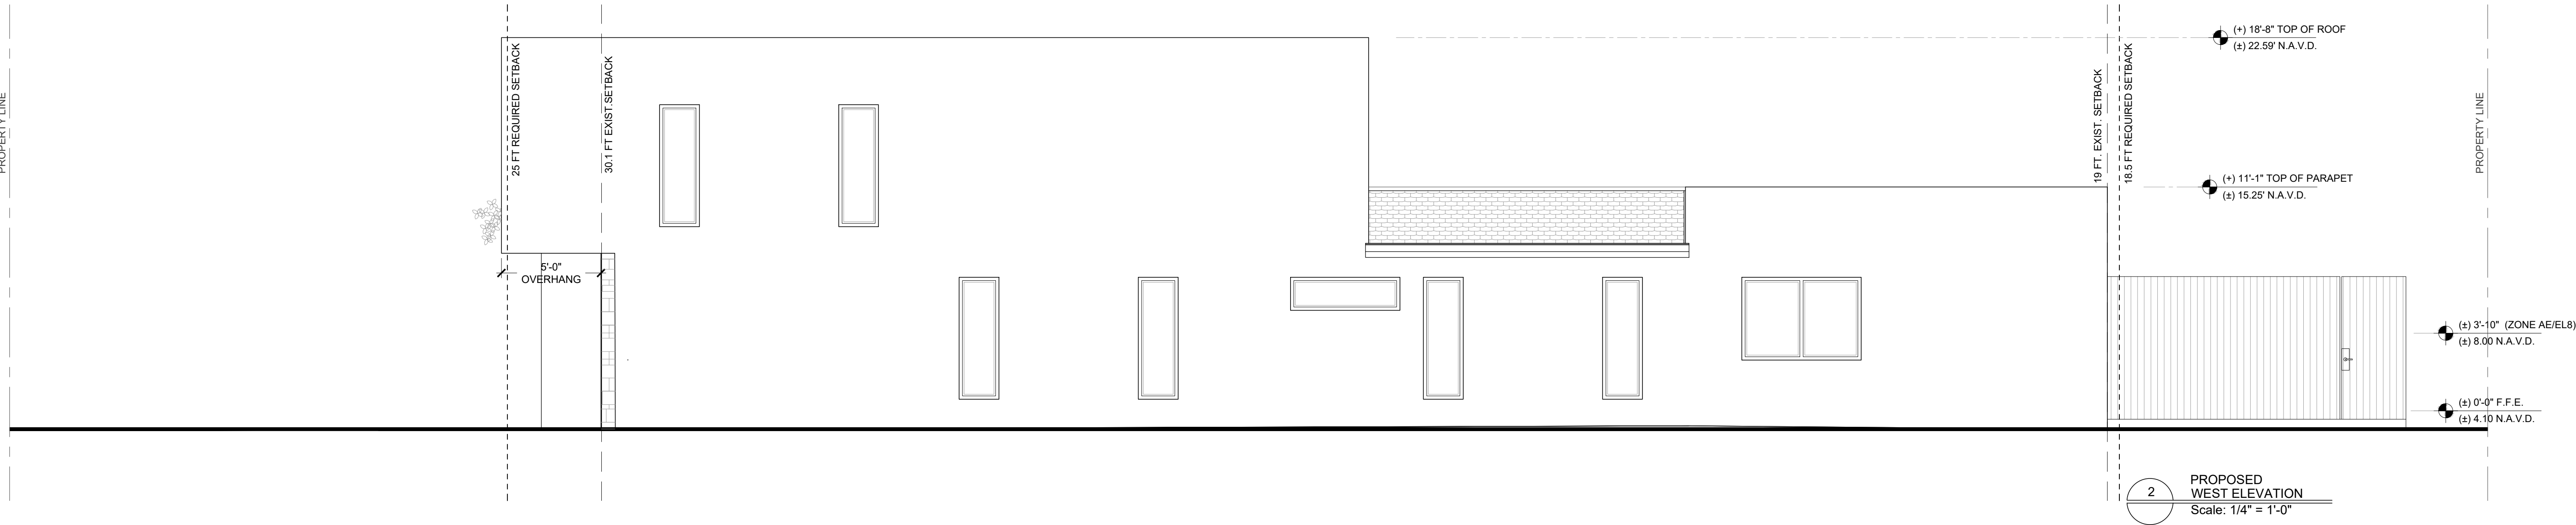 PROPERTY LINE
25 FT REQUIRED SETBACK
30.1 FT EXIST.SETBACK
5'-0"
OVERHANG
19 FT. EXIST. SETBACK
18.5 FT REQUIRED SETBACK
(+) 18'-8" TOP OF ROOF
(±) 22.59' N.A.V.D.
(+) 11'-1" TOP OF PARAPET
(±) 15.25' N.A.V.D.
PROPERTY LINE
(±) 3'-10" (ZONE AE/EL8)
(±) 8.00 N.A.V.D.
(±) 0'-0" F.F.E.
(±) 4.10 N.A.V.D.
2
PROPOSED
WEST ELEVATION
Scale: 1/4" = 1'-0"